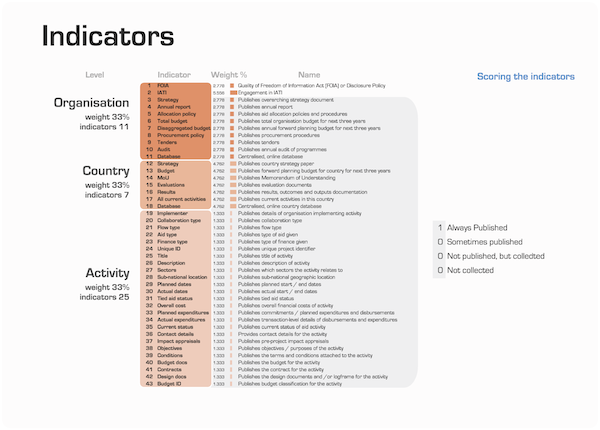 Indicators
Level Indicator Weight % Name
Scoring the indicators
Organisation
weight 33%
indicators 11
1 FOIA 2.778 Quality of Freedom of Information Act (FOIA) or Disclosure Policy
2 IATI 5.556 Engagement in IATI
3 Strategy 2.778 Publishes overarching strategy document
4 Annual report 2.778 Publishes annual report
5 Allocation policy 2.778 Publishes aid allocation policies and procedures
6 Total budget 2.778 Publishes total organisation budget for next three years
7 Disaggregated budget 2.778 Publishes annual forward planning budget for next three years
8 Procurement policy 2.778 Publishes procurement procedures
9 Tenders 2.778 Publishes tenders
10 Audit 2.778 Publishes annual audit of programmes
11 Database 2.778 Centralised, online database
Country
weight 33%
indicators 7
12 Strategy 4.762 Publishes country strategy paper
13 Budget 4.762 Publishes forward planning budget for country for next three years
14 MoU 4.762 Publishes Memorandum of Understanding
15 Evaluations 4.762 Publishes evaluation documents
16 Results 4.762 Publishes results, outcomes and outputs documentation
17 All current activities 4.762 Publishes current activities in this country
18 Database 4.762 Centralised, online country database
Activity
weight 33%
indicators 25
19 Implementer 1.333 Publishes details of organisation implementing activity
20 Collaboration type 1.333 Publishes collaboration type
21 Flow type 1.333 Publishes flow type
22 Aid type 1.333 Publishes type of aid given
23 Finance type 1.333 Publishes type of finance given
24 Unique ID 1.333 Publishes unique project identifier
25 Title 1.333 Publishes title of activity
26 Description 1.333 Publishes description of activity
27 Sectors 1.333 Publishes which sectors the activity relates to
28 Sub-national location 1.333 Publishes sub-national geographic location
29 Planned dates 1.333 Publishes planned start / end dates
30 Actual dates 1.333 Publishes actual start / end dates
31 Tied aid status 1.333 Publishes tied aid status
32 Overall cost 1.333 Publishes overall financial costs of activity
33 Planned expenditures 1.333 Publishes commitments / planned expenditures and disbursements
34 Actual expenditures 1.333 Publishes transaction-level details of disbursements and expenditures
35 Current status 1.333 Publishes current status of aid activity
36 Contact details 1.333 Provides contact details for the activity
37 Impact appraisals 1.333 Publishes pre-project impact appraisals
38 Objectives 1.333 Publishes objectives / purposes of the activity
39 Conditions 1.333 Publishes the terms and conditions attached to the activity
40 Budget docs 1.333 Publishes the budget for the activity
41 Contracts 1.333 Publishes the contract for the activity
42 Design docs 1.333 Publishes the design documents and /or logframe for the activity
43 Budget ID 1.333 Publishes budget classification for the activity
1 Always Published
0 Sometimes published
0 Not published, but collected
0 Not collected